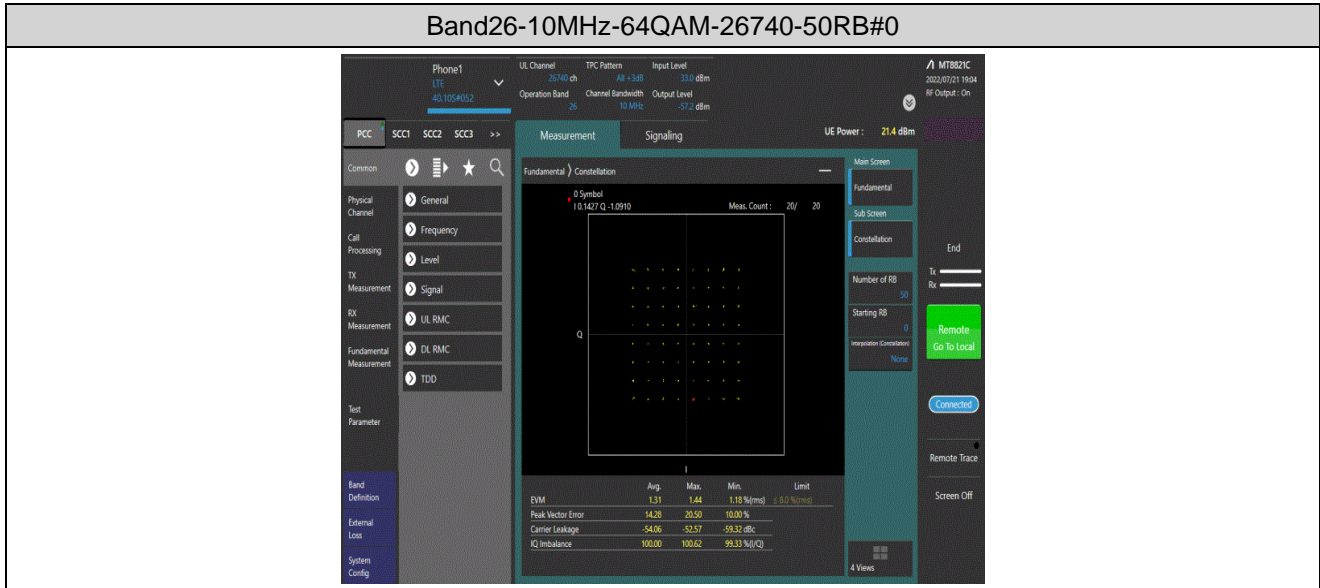 Band26-10MHz-64QAM-26740-50RB#0
Phone1
LTE
40.10S#052
UL Channel
26740 ch
TPC Pattern
All +3dB
Input Level
33.0 dBm
Operation Band
26
Channel Bandwidth
10 MHz
Output Level
-57.2 dBm
MT8821C
2022/07/21 19:04
RF Output : On
PCC SCC1 SCC2 SCC3 >>
Measurement Signaling
UE Power : 21.4 dBm
Common
Physical
Channel
Call
Processing
TX
Measurement
RX
Measurement
Fundamental
Measurement
Test
Parameter
Band
Definition
External
Loss
System
Config
General
Frequency
Level
Signal
UL RMC
DL RMC
TDD
Fundamental Constellation
0 Symbol
I 0.1427 Q -1.0910
Meas. Count : 20/ 20
Q
I
Avg. Max. Min. Limit
EVM 1.31 1.44 1.18 %(rms) ≤ 8.0 %(rms)
Peak Vector Error 14.28 20.50 10.00 %
Carrier Leakage -54.06 -52.57 -59.32 dBc
IQ Imbalance 100.00 100.62 99.33 %(I/Q)
Main Screen
Fundamental
Sub Screen
Constellation
Number of RB
50
Starting RB
0
Interpolation (Constellation)
None
4 Views
End
Tx
Rx
Remote
Go To Local
Connected
Remote Trace
Screen Off